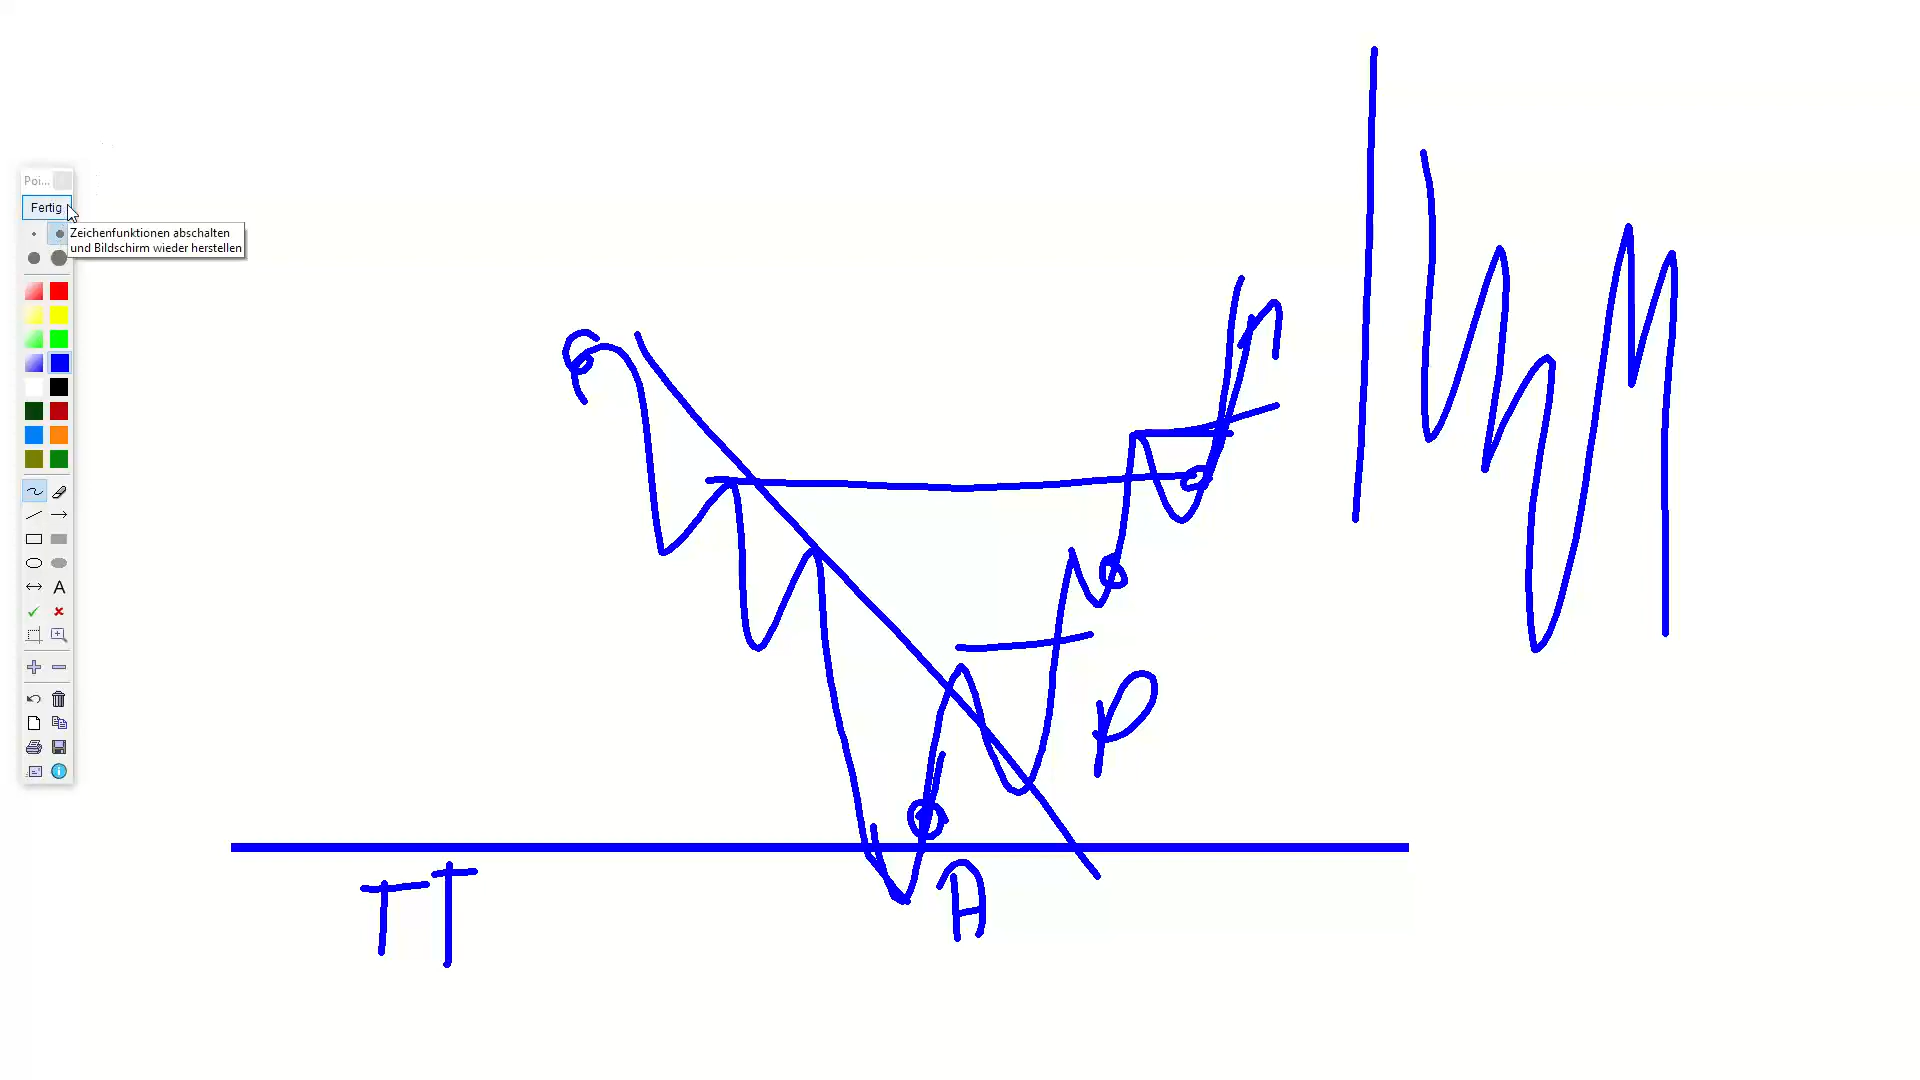 Poi...
Fertig
Zeichenfunktionen abschalten
und Bildschirm wieder herstellen
A
P
A
TT